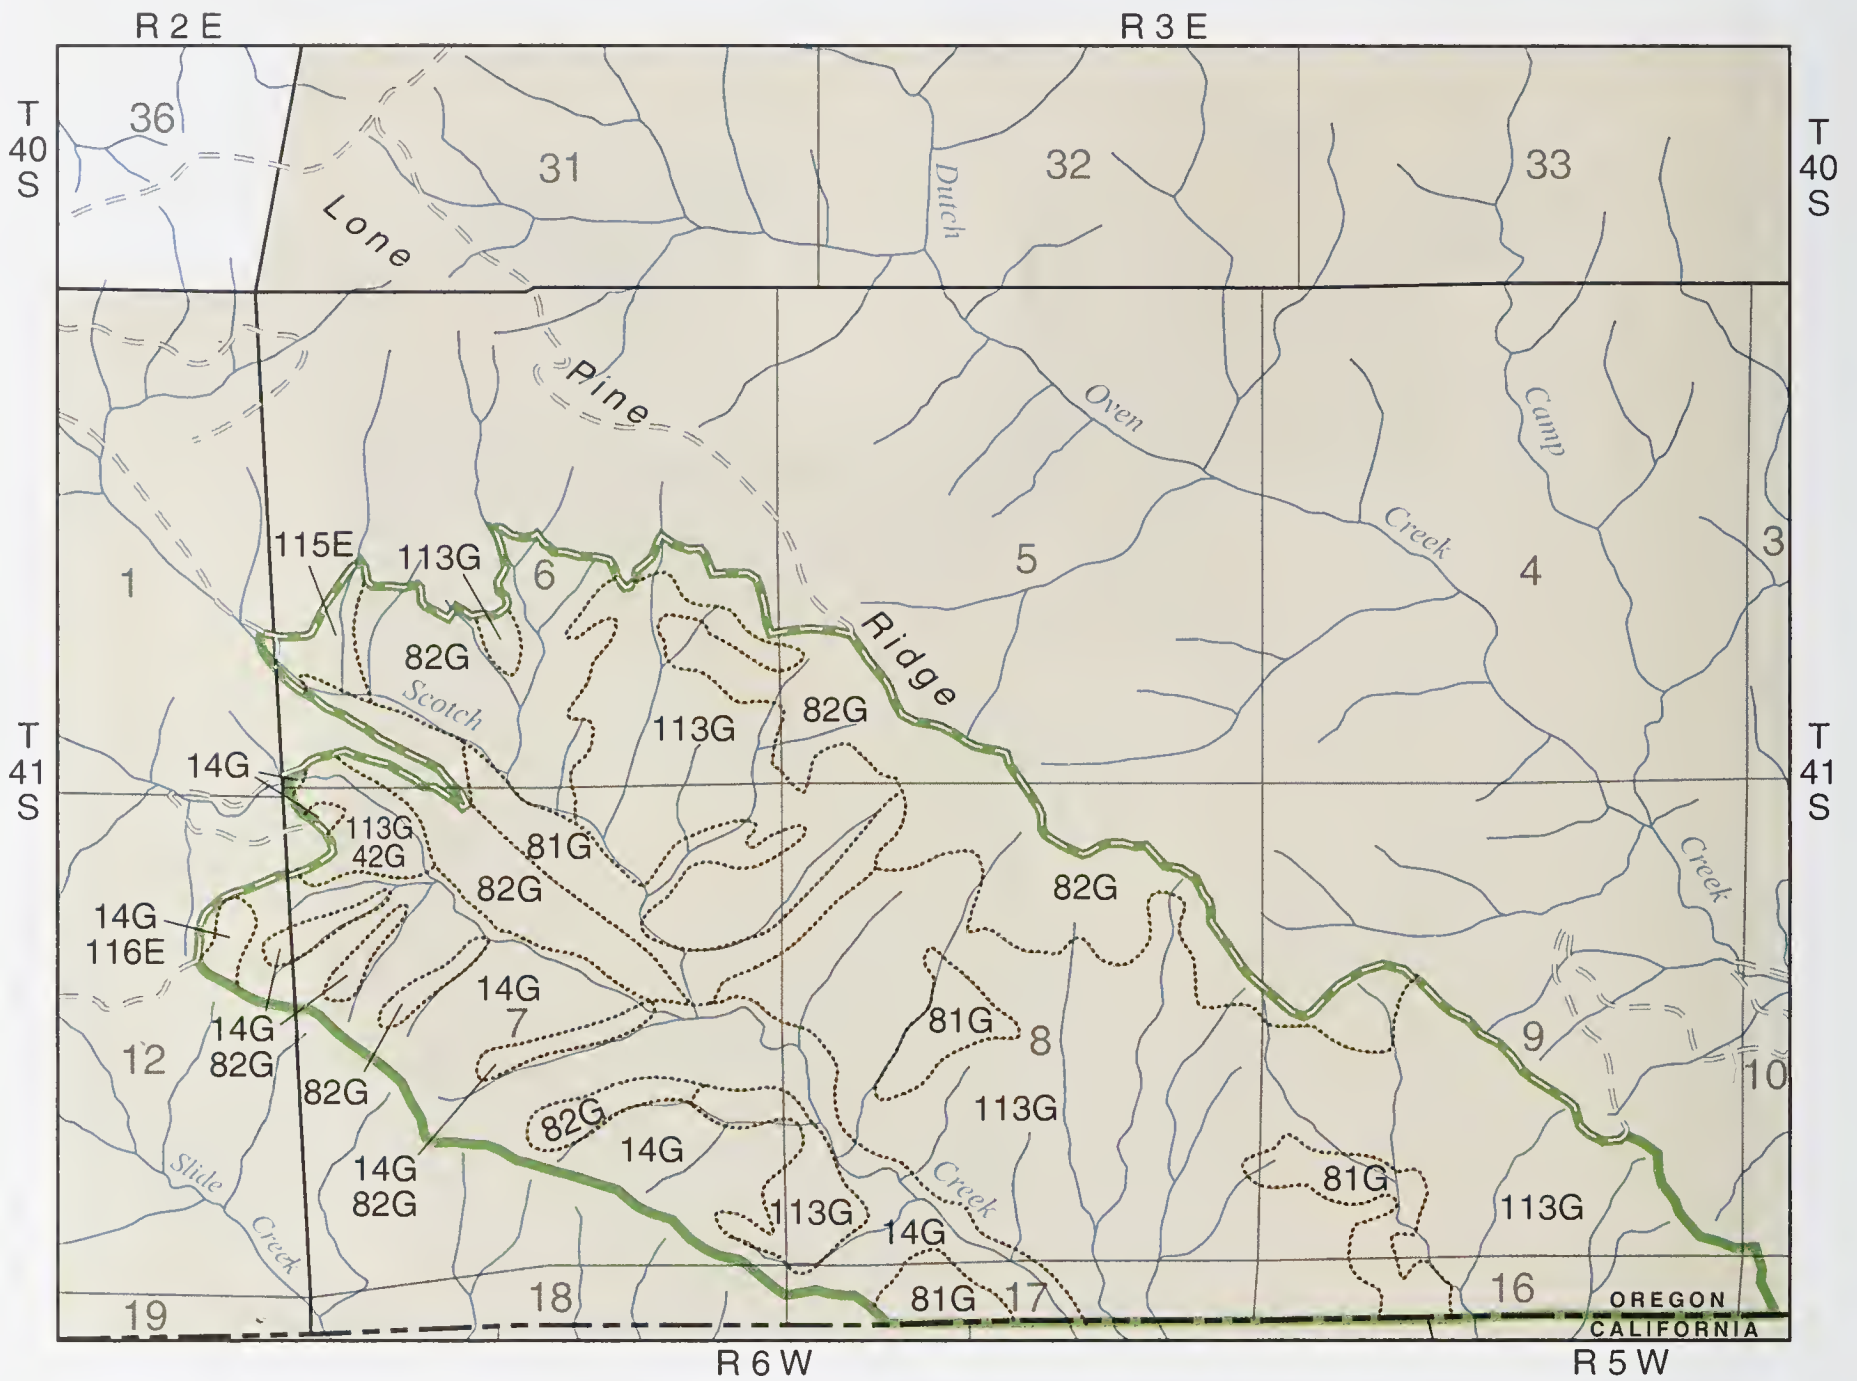 R 2 E
R 3 E
T
40
S
36
31
32
33
T
40
S
Dutch
Lone
Pine
Oven
Camp
Creek
115E
113G
6
5
4
3
1
82G
Ridge
Scotch
113G
82G
T
41
S
14G
T
41
S
113G
42G
81G
82G
82G
Creek
14G
116E
14G
7
81G
8
9
10
14G
82G
12
82G
82G
113G
14G
14G
82G
Slide
Creek
81G
113G
113G
14G
Creek
19
18
81G
17
16
OREGON
CALIFORNIA
R 6 W
R 5 W